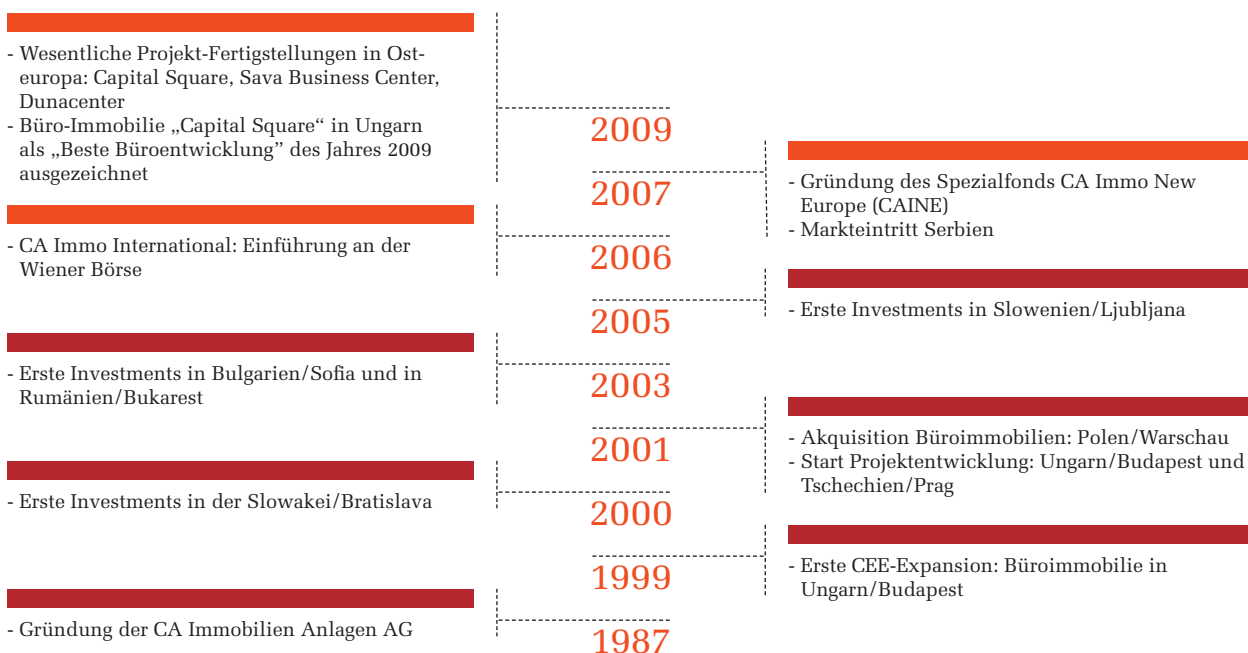 - Wesentliche Projekt-Fertigstellungen in Ost-
europa: Capital Square, Sava Business Center,
Dunacenter
- Büro-Immobilie „Capital Square“ in Ungarn
als „Beste Büroentwicklung” des Jahres 2009
ausgezeichnet
2009
2007
- Gründung des Spezialfonds CA Immo New
Europe (CAINE)
- Markteintritt Serbien
- CA Immo International: Einführung an der
Wiener Börse
2006
2005
- Erste Investments in Slowenien/Ljubljana
- Erste Investments in Bulgarien/Sofia und in
Rumänien/Bukarest
2003
2001
- Akquisition Büroimmobilien: Polen/Warschau
- Start Projektentwicklung: Ungarn/Budapest und
Tschechien/Prag
- Erste Investments in der Slowakei/Bratislava
2000
1999
- Erste CEE-Expansion: Büroimmobilie in
Ungarn/Budapest
- Gründung der CA Immobilien Anlagen AG
1987